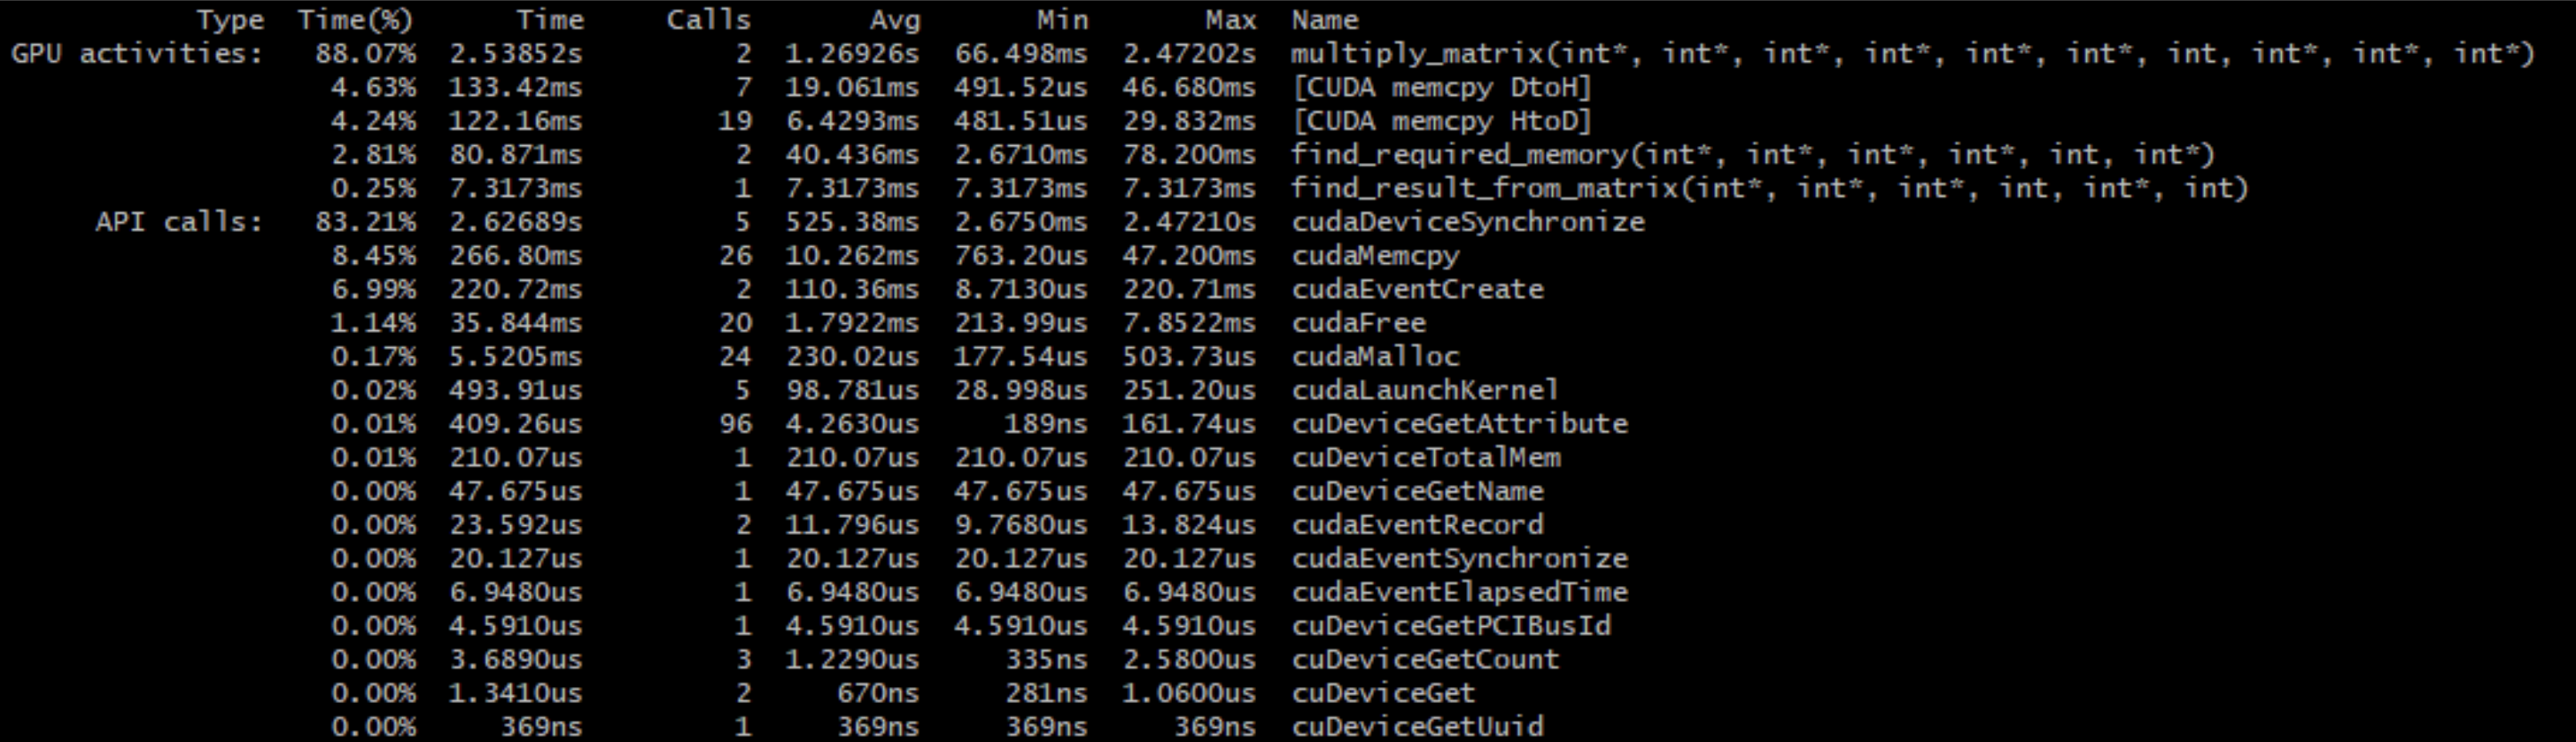 Type Time(%) Time Calls Avg Min Max Name
GPU activities: 88.07% 2.53852s 2 1.26926s 66.498ms 2.47202s multiply_matrix(int*, int*, int*, int*, int*, int*, int, int*, int*, int*)
4.63% 133.42ms 7 19.061ms 491.52us 46.680ms [CUDA memcpy DtoH]
4.24% 122.16ms 19 6.4293ms 481.51us 29.832ms [CUDA memcpy HtoD]
2.81% 80.871ms 2 40.436ms 2.6710ms 78.200ms find_required_memory(int*, int*, int*, int*, int, int*)
0.25% 7.3173ms 1 7.3173ms 7.3173ms 7.3173ms find_result_from_matrix(int*, int*, int*, int, int*, int)
API calls: 83.21% 2.62689s 5 525.38ms 2.6750ms 2.47210s cudaDeviceSynchronize
8.45% 266.80ms 26 10.262ms 763.20us 47.200ms cudaMemcpy
6.99% 220.72ms 2 110.36ms 8.7130us 220.71ms cudaEventCreate
1.14% 35.844ms 20 1.7922ms 213.99us 7.8522ms cudaFree
0.17% 5.5205ms 24 230.02us 177.54us 503.73us cudaMalloc
0.02% 493.91us 5 98.781us 28.998us 251.20us cudaLaunchKernel
0.01% 409.26us 96 4.2630us 189ns 161.74us cuDeviceGetAttribute
0.01% 210.07us 1 210.07us 210.07us 210.07us cuDeviceTotalMem
0.00% 47.675us 1 47.675us 47.675us 47.675us cuDeviceGetName
0.00% 23.592us 2 11.796us 9.7680us 13.824us cudaEventRecord
0.00% 20.127us 1 20.127us 20.127us 20.127us cudaEventSynchronize
0.00% 6.9480us 1 6.9480us 6.9480us 6.9480us cudaEventElapsedTime
0.00% 4.5910us 1 4.5910us 4.5910us 4.5910us cuDeviceGetPCIBusId
0.00% 3.6890us 3 1.2290us 335ns 2.5800us cuDeviceGetCount
0.00% 1.3410us 2 670ns 281ns 1.0600us cuDeviceGet
0.00% 369ns 1 369ns 369ns 369ns cuDeviceGetUuid